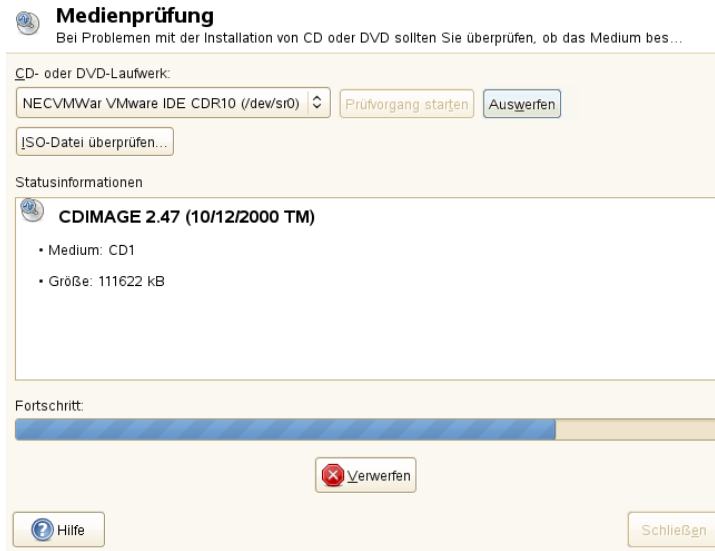 Medienprüfung
Bei Problemen mit der Installation von CD oder DVD sollten Sie überprüfen, ob das Medium bes...
CD- oder DVD-Laufwerk:
NECVMWar VMware IDE CDR10 (/dev/sr0) Prüfvorgang starten Auswerfen
ISO-Datei überprüfen...
Statusinformationen
CDIMAGE 2.47 (10/12/2000 TM)
• Medium: CD1
• Größe: 111622 kB
Fortschritt:
Verwerfen
Hilfe Schließen